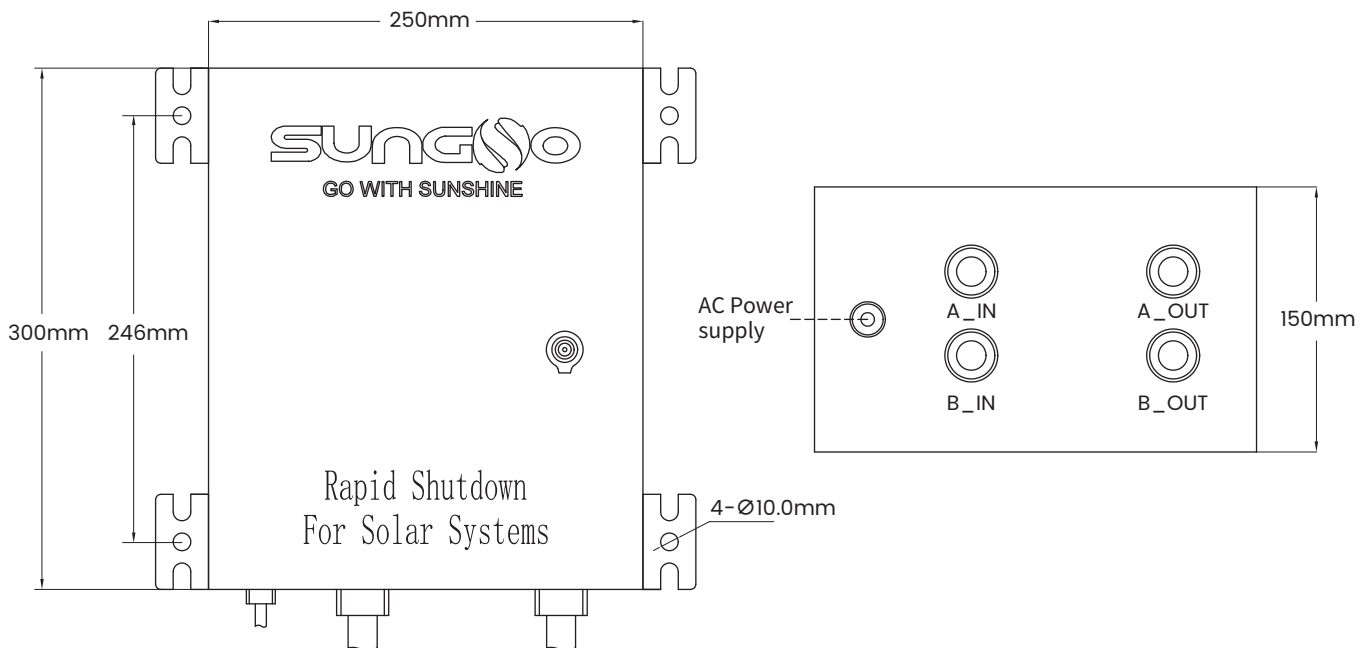 250mm
SUNGO
GO WITH SUNSHINE
300mm
246mm
Rapid Shutdown
For Solar Systems
4-Ø10.0mm
AC Power
supply
A_IN
A_OUT
B_IN
B_OUT
150mm